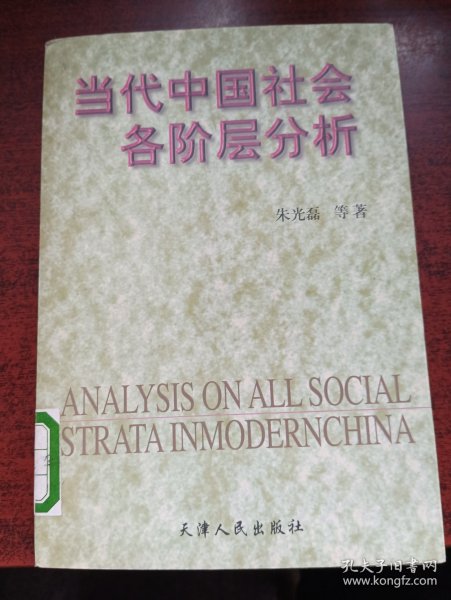 当代中国社会
各阶层分析
朱光磊 等著
ANALYSIS ON ALL SOCIAL
STRATA INMODERNCHINA
天津人民出版社
孔夫子旧书网
www.kongfz.com